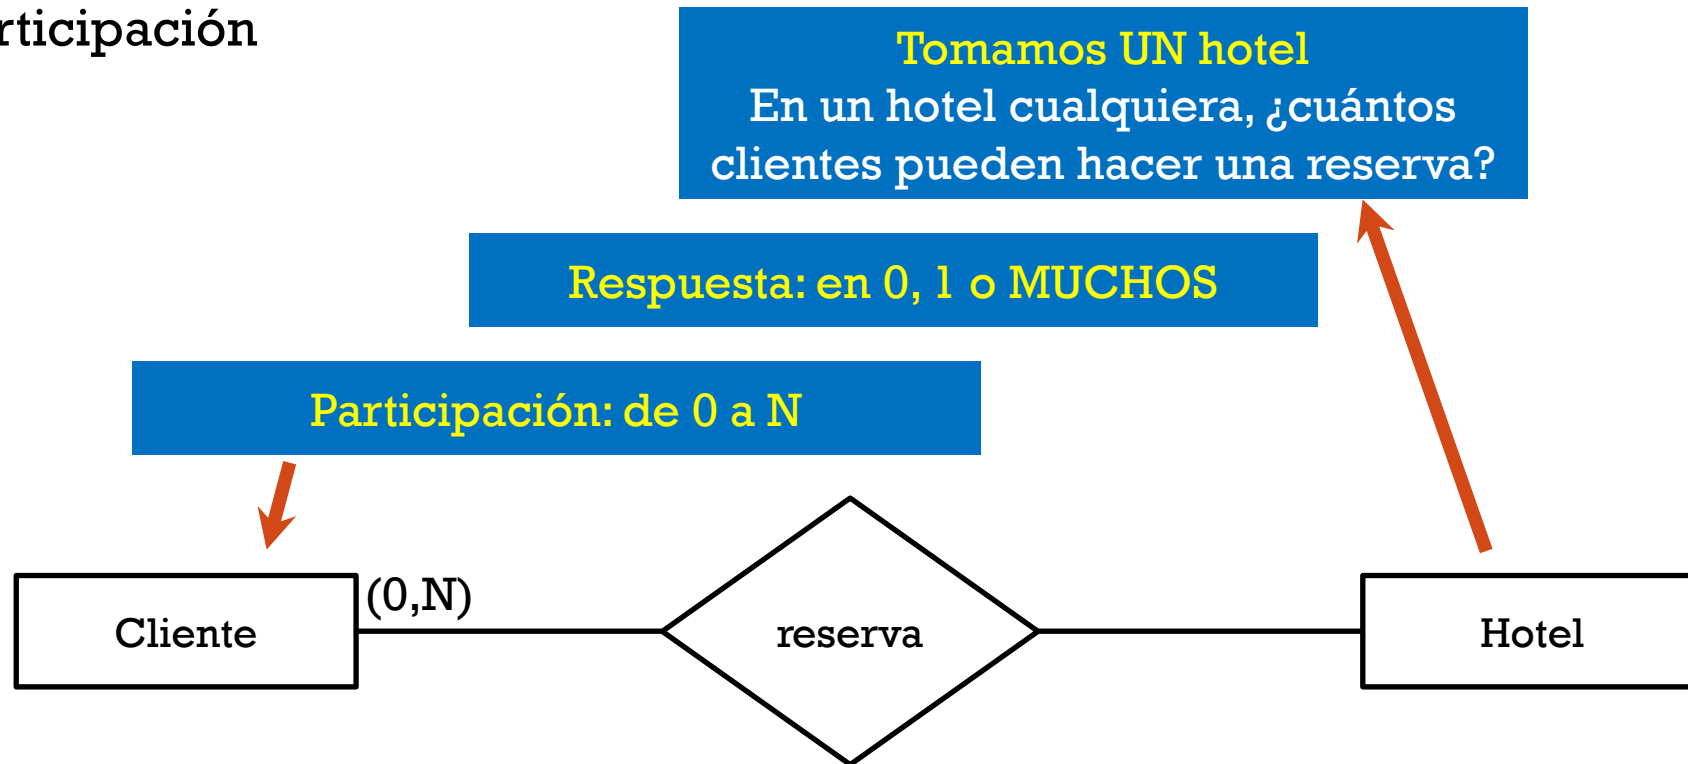 rticipación
Tomamos UN hotel
En un hotel cualquiera, ¿cuántos
clientes pueden hacer una reserva?
Respuesta: en 0, 1 o MUCHOS
Participación: de 0 a N
(0,N)
Cliente
reserva
Hotel